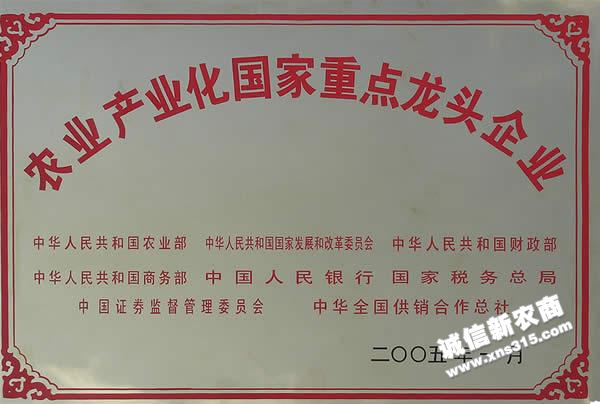 农业产业化国家重点龙头企业
中华人民共和国农业部 中华人民共和国国家发展和改革委员会 中华人民共和国财政部
中华人民共和国商务部 中国人民银行 国家税务总局
中国证券监督管理委员会 中华全国供销合作总社
诚信新农商
www.xns315.com
二〇〇五年一月